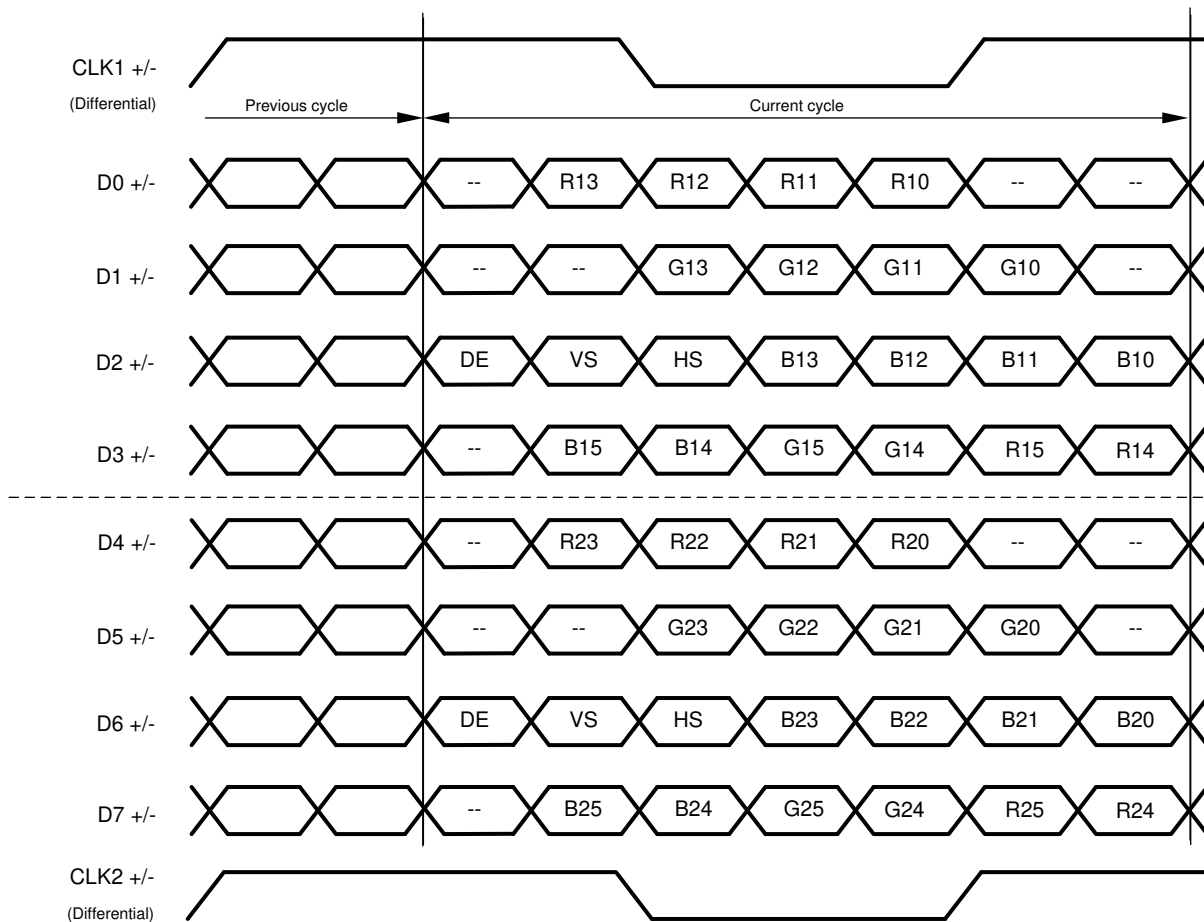 CLK1 +/-
(Differential)
Previous cycle Current cycle
D0 +/- -- R13 R12 R11 R10 -- --
D1 +/- -- -- G13 G12 G11 G10 --
D2 +/- DE VS HS B13 B12 B11 B10
D3 +/- -- B15 B14 G15 G14 R15 R14
D4 +/- -- R23 R22 R21 R20 -- --
D5 +/- -- -- G23 G22 G21 G20 --
D6 +/- DE VS HS B23 B22 B21 B20
D7 +/- -- B25 B24 G25 G24 R25 R24
CLK2 +/-
(Differential)